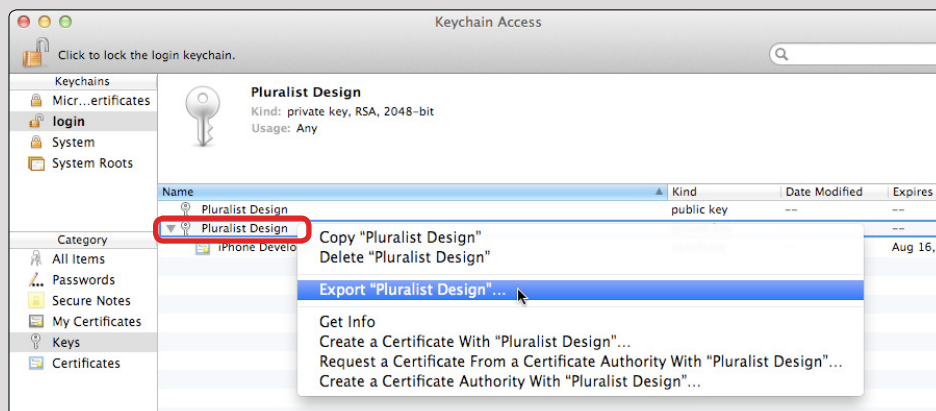 Keychain Access
Click to lock the login keychain.
Keychains
Micr...ertificates
login
System
System Roots
Pluralist Design
Kind: private key, RSA, 2048-bit
Usage: Any
Name Kind Date Modified Expires
Pluralist Design public key -- --
Pluralist Design --
iPhone Develo Aug 16,
Copy “Pluralist Design”
Delete “Pluralist Design”
Export “Pluralist Design”...
Get Info
Create a Certificate With “Pluralist Design”...
Request a Certificate From a Certificate Authority With “Pluralist Design”...
Create a Certificate Authority With “Pluralist Design”...
Category
All Items
Passwords
Secure Notes
My Certificates
Keys
Certificates